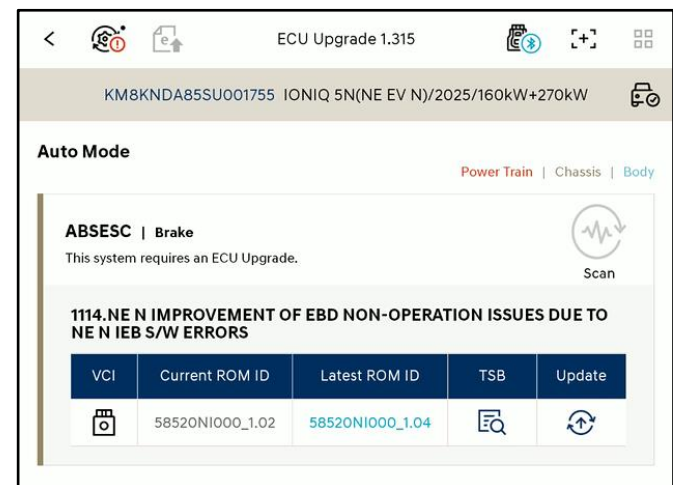 ECU Upgrade 1.315
KM8KNDA85SU001755 IONIQ 5N(NE EV N)/2025/160kW+270kW
Auto Mode
Power Train | Chassis | Body
ABSESC | Brake
This system requires an ECU Upgrade.
Scan
1114.NE N IMPROVEMENT OF EBD NON-OPERATION ISSUES DUE TO
NE N IEB S/W ERRORS
VCI Current ROM ID Latest ROM ID TSB Update
58520NI000_1.02 58520NI000_1.04